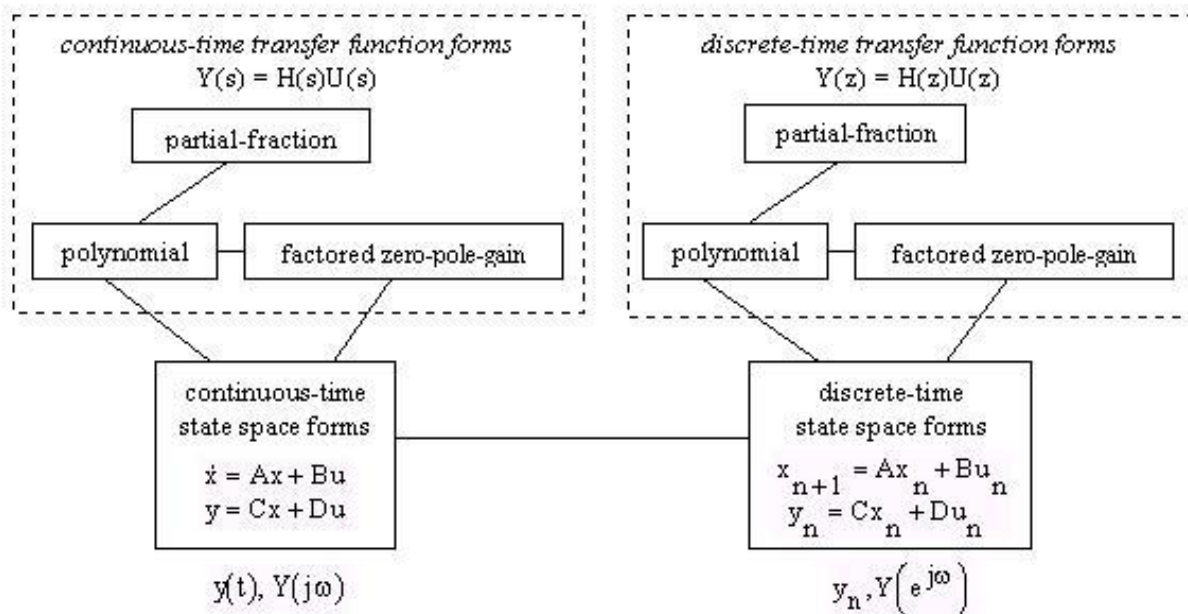 continuous-time transfer function forms
Y(s) = H(s)U(s)
partial-fraction
polynomial
factored zero-pole-gain
continuous-time
state space forms
ẋ = Ax + Bu
y = Cx + Du
y(t), Y(jω)
discrete-time transfer function forms
Y(z) = H(z)U(z)
partial-fraction
polynomial
factored zero-pole-gain
discrete-time
state space forms
x_{n+1} = Ax_n + Bu_n
y_n = Cx_n + Du_n
y_n, Y(e^{jω})